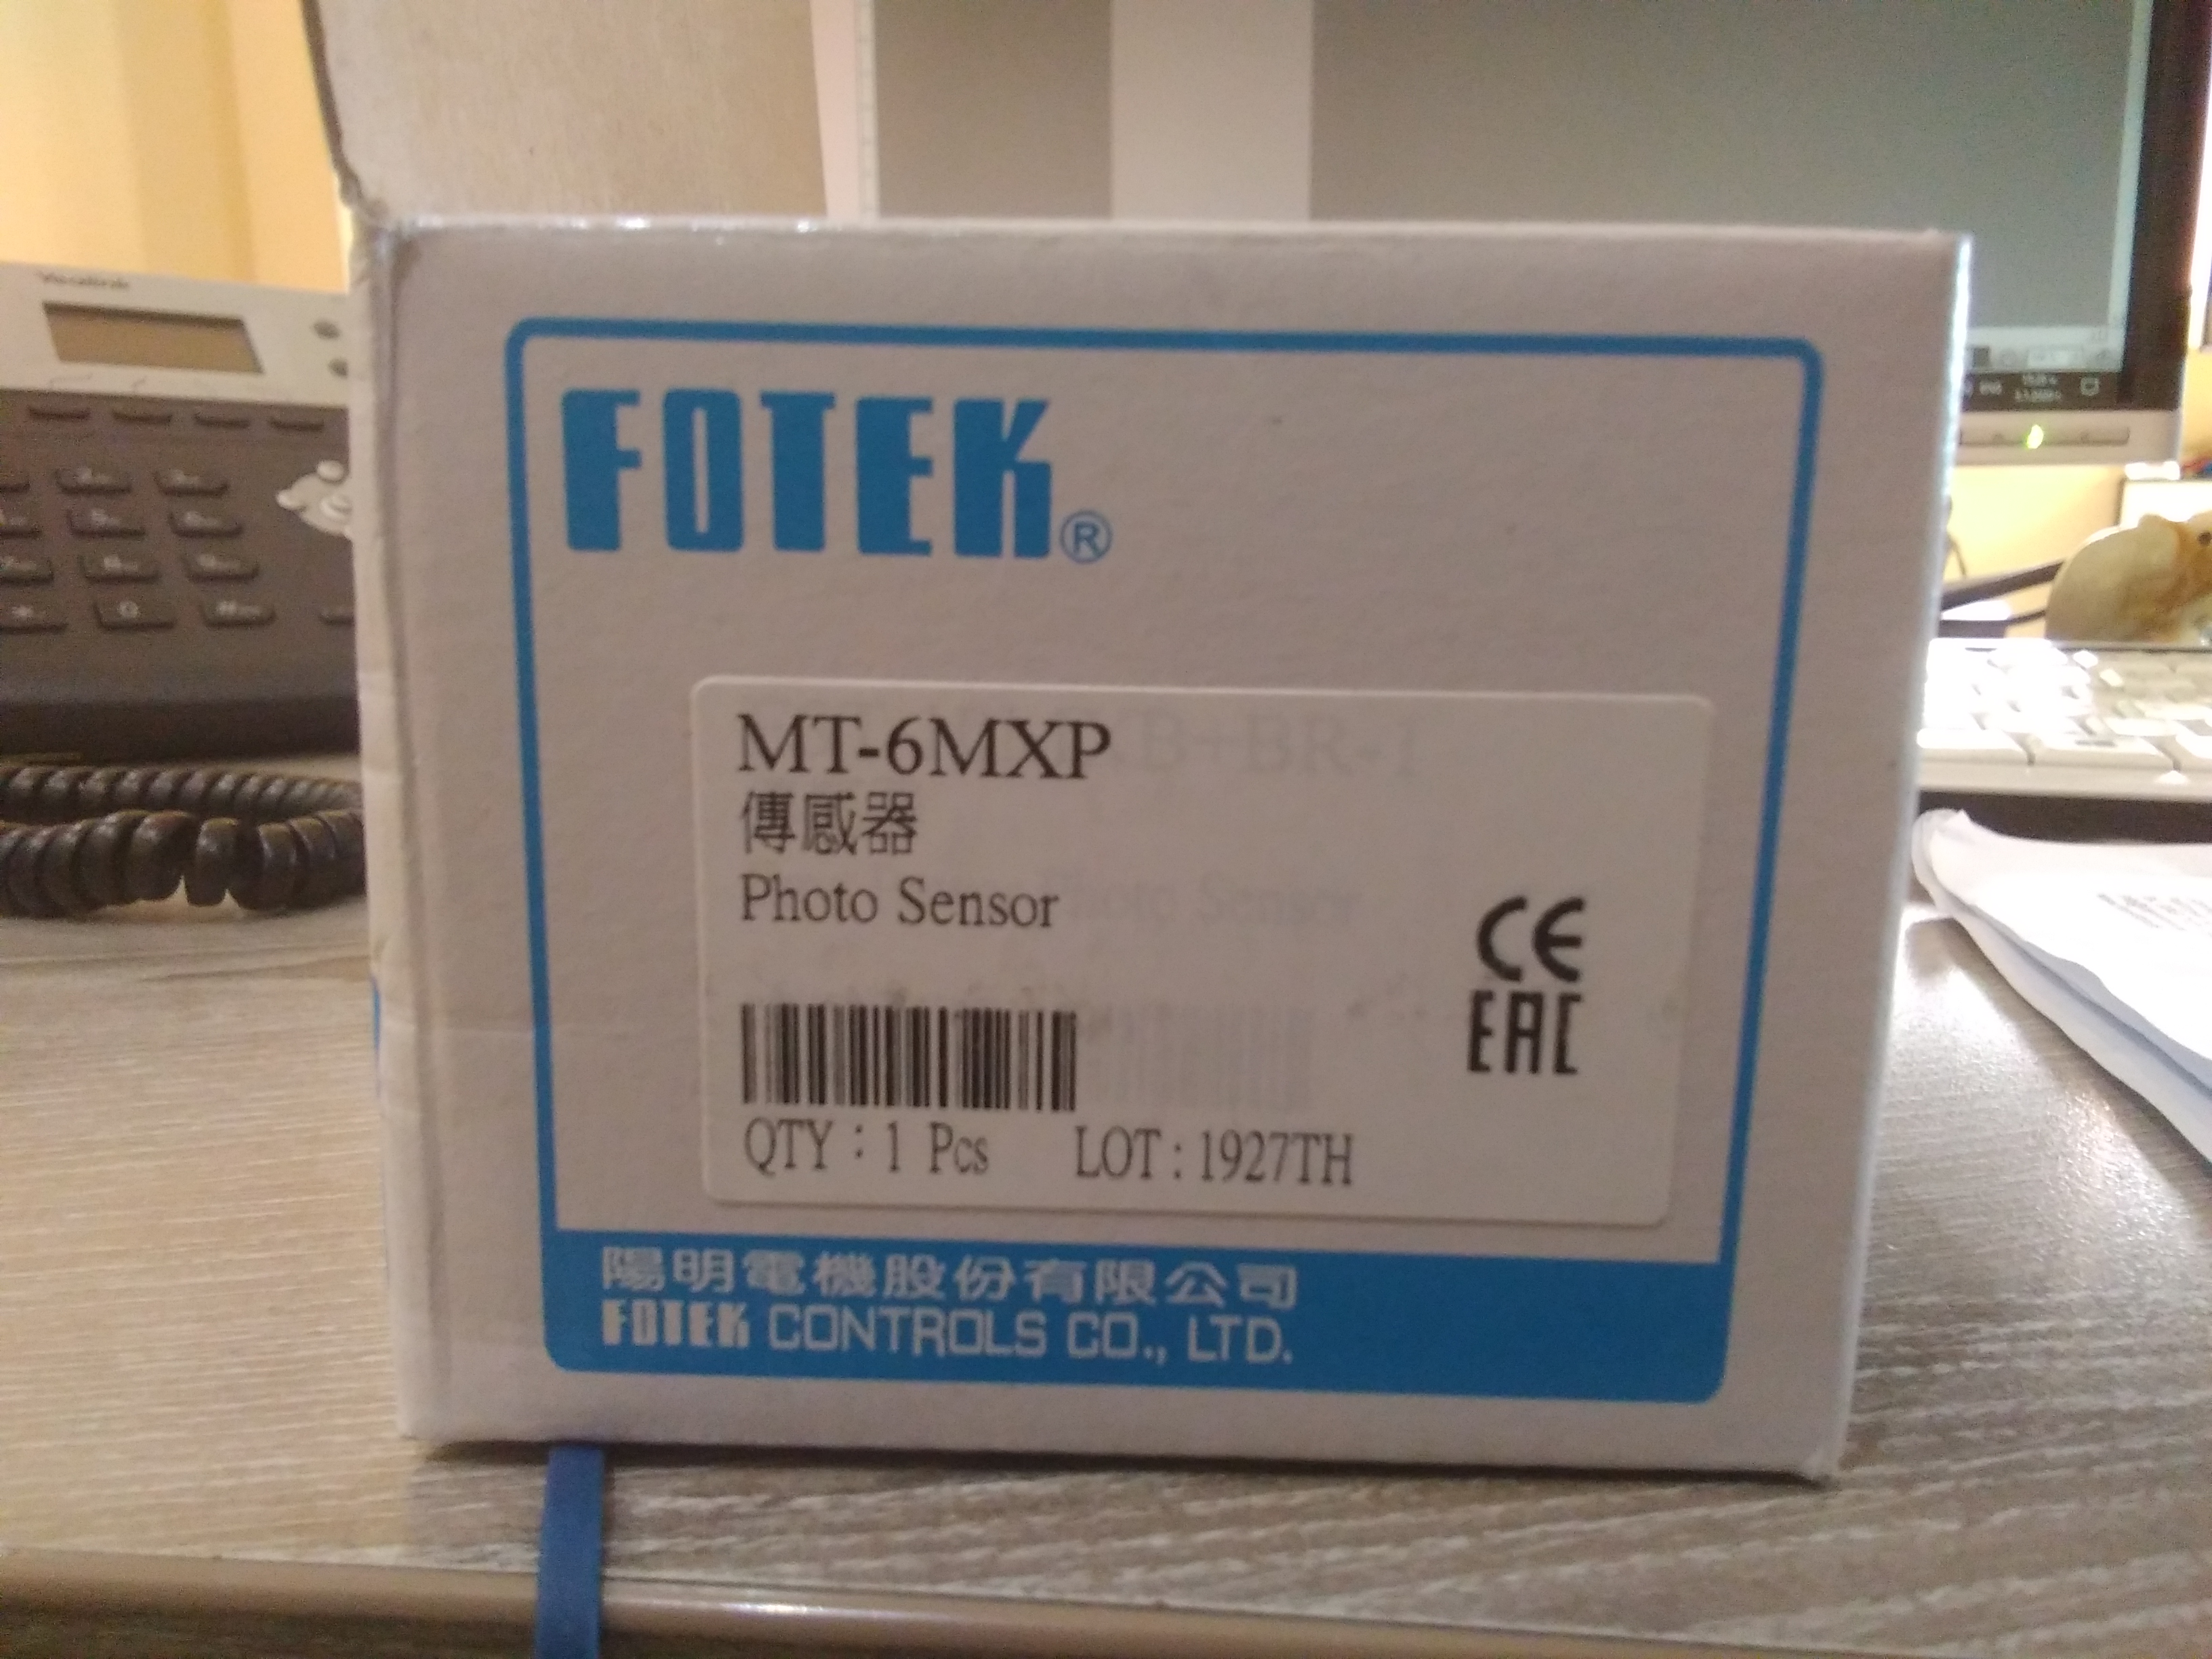 FOTEK®
MT-6MXP
傳感器
Photo Sensor
CE
EAC
QTY : 1 Pcs LOT : 1927TH
陽明電機股份有限公司
FOTEK CONTROLS CO., LTD.